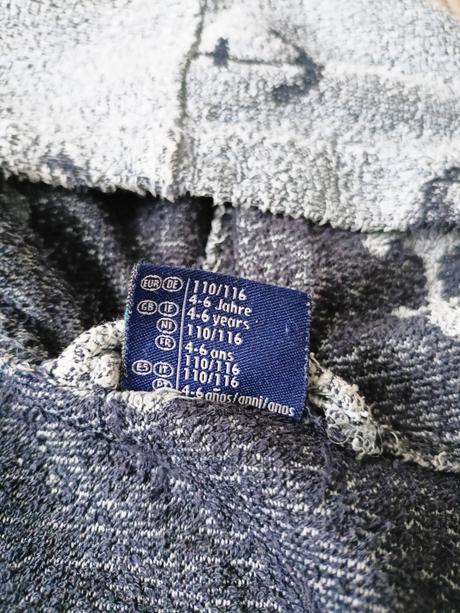 EUR DE 110/116
4-6 Jahre
GB IE 4-6 years
NI 110/116
FR 4-6 ans
110/116
ES IT 110/116
4-6 anos/anni/anos